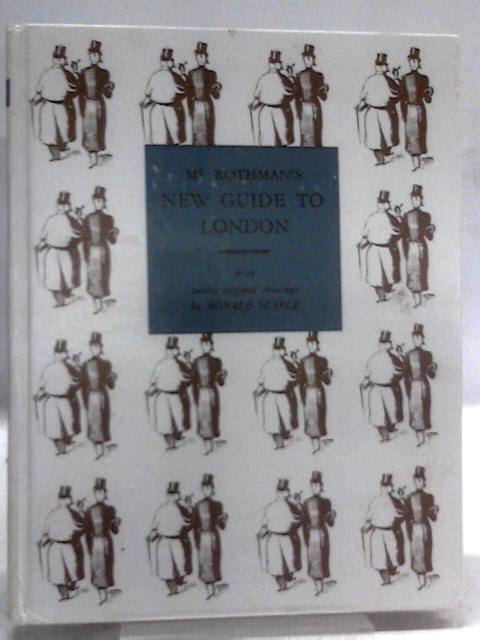 Mr ROTHMAN'S
NEW GUIDE TO
LONDON
With
twelve original drawings
by RONALD SEARLE